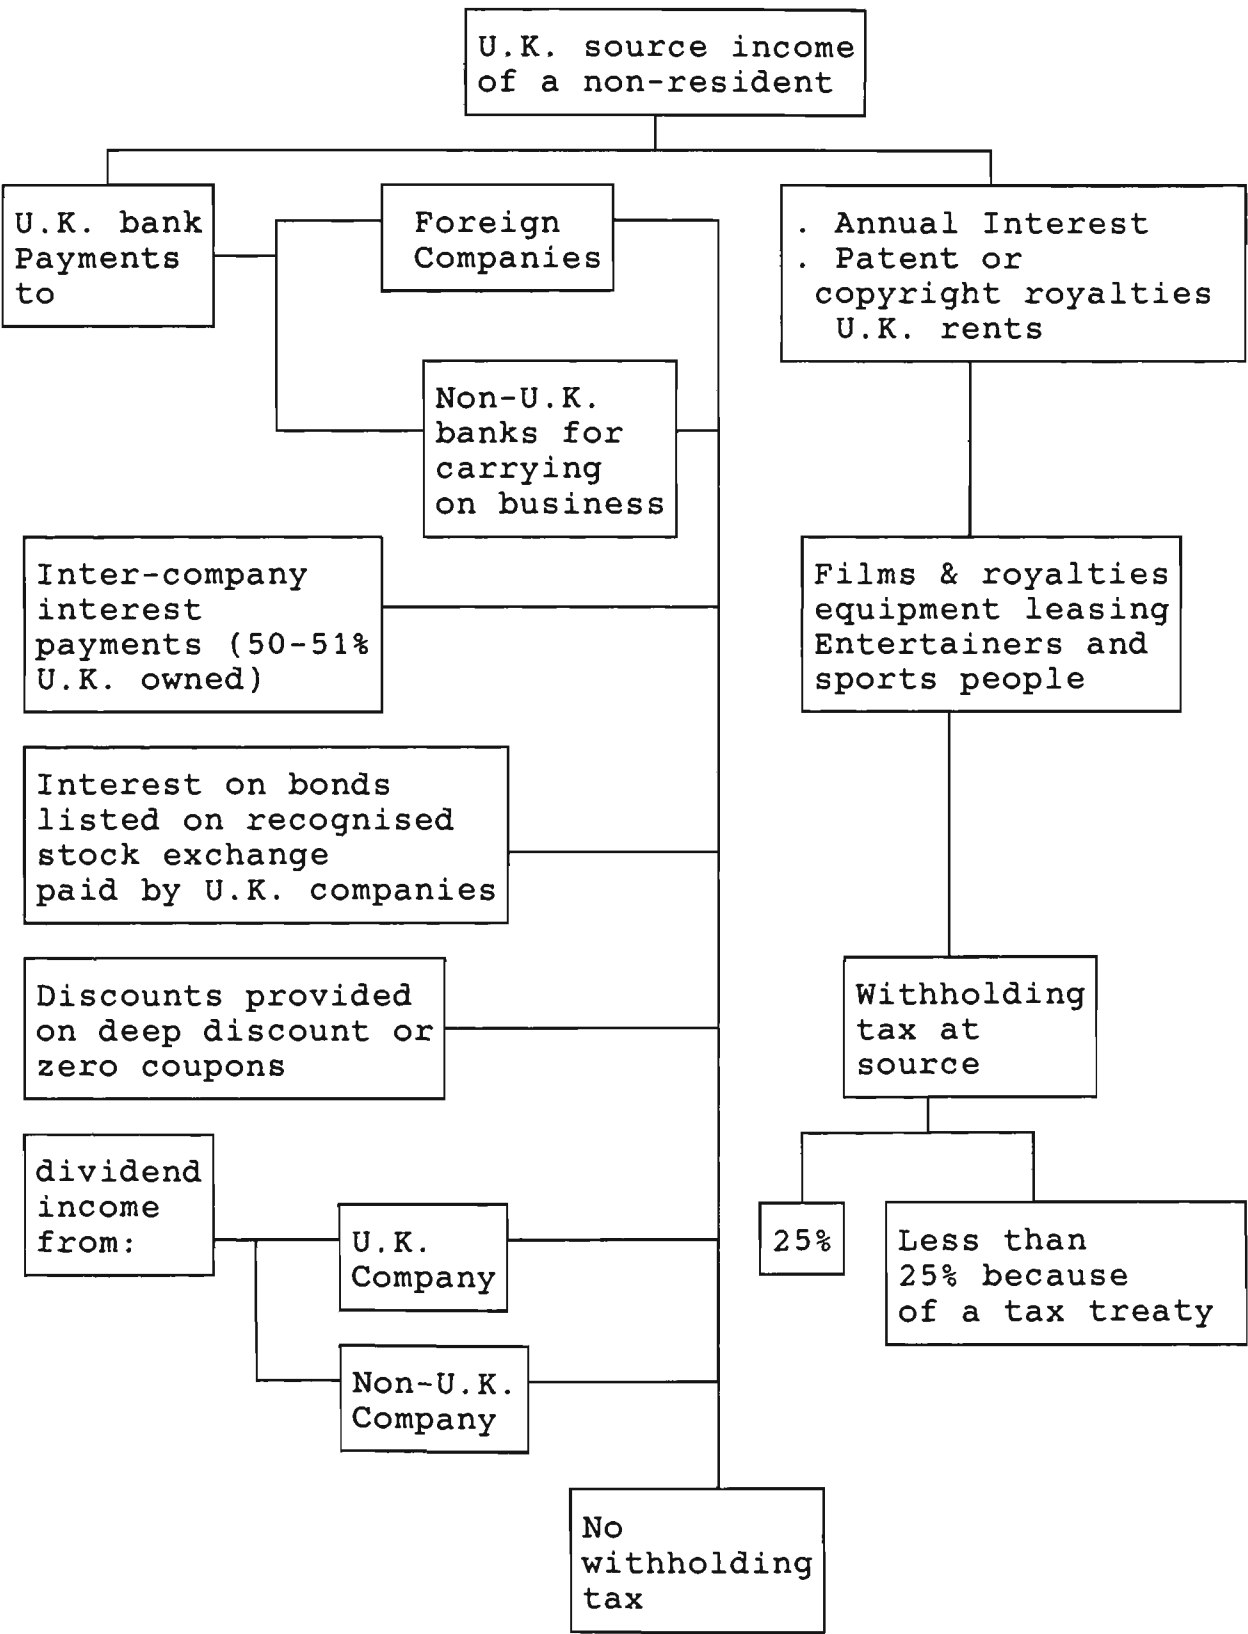 U.K. source income
of a non-resident
U.K. bank
Payments
to
Foreign
Companies
. Annual Interest
. Patent or
copyright royalties
U.K. rents
Non-U.K.
banks for
carrying
on business
Inter-company
interest
payments (50-51%
U.K. owned)
Films & royalties
equipment leasing
Entertainers and
sports people
Interest on bonds
listed on recognised
stock exchange
paid by U.K. companies
Discounts provided
on deep discount or
zero coupons
Withholding
tax at
source
dividend
income
from:
U.K.
Company
25%
Less than
25% because
of a tax treaty
Non-U.K.
Company
No
withholding
tax